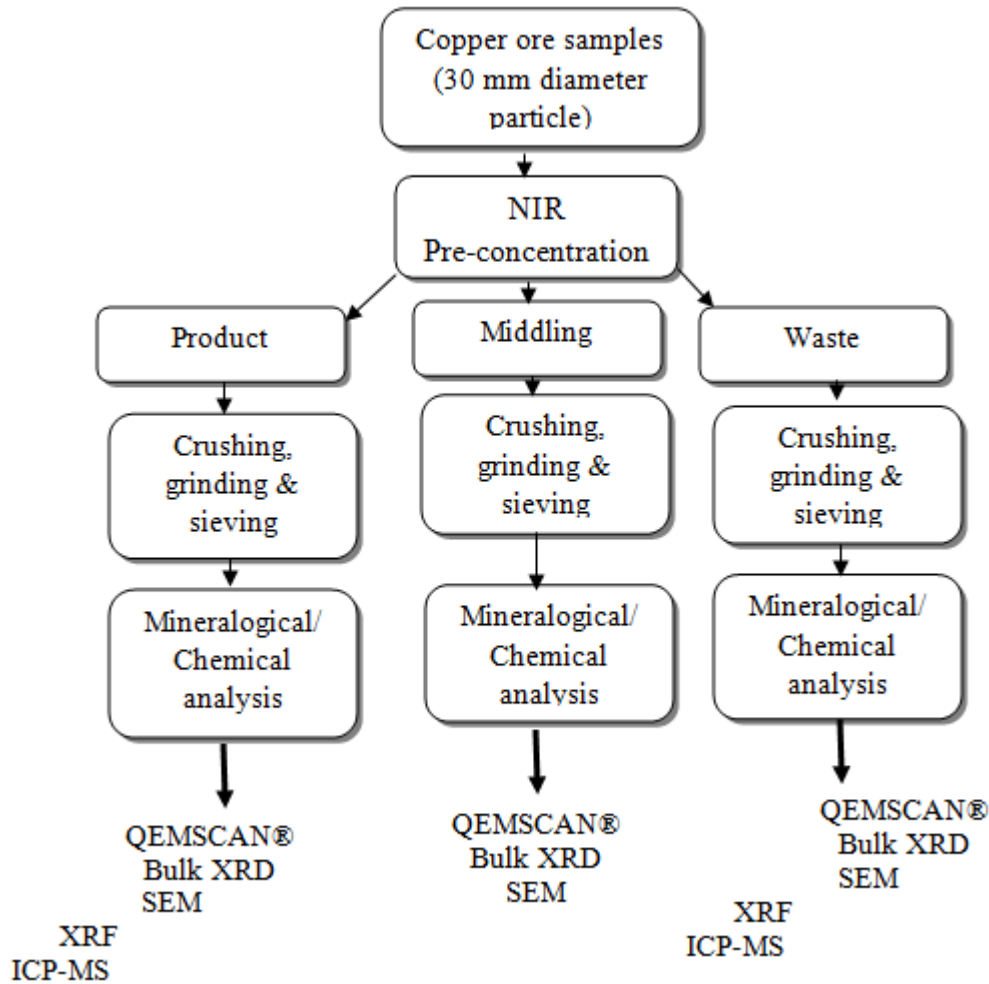 Copper ore samples
(30 mm diameter
particle)
NIR
Pre-concentration
Product
Middling
Waste
Crushing,
grinding &
sieving
Crushing,
grinding &
sieving
Crushing,
grinding &
sieving
Mineralogical/
Chemical
analysis
Mineralogical/
Chemical
analysis
Mineralogical/
Chemical
analysis
QEMSCAN®
Bulk XRD
SEM
XRF
ICP-MS
QEMSCAN®
Bulk XRD
SEM
QEMSCAN®
Bulk XRD
SEM
XRF
ICP-MS